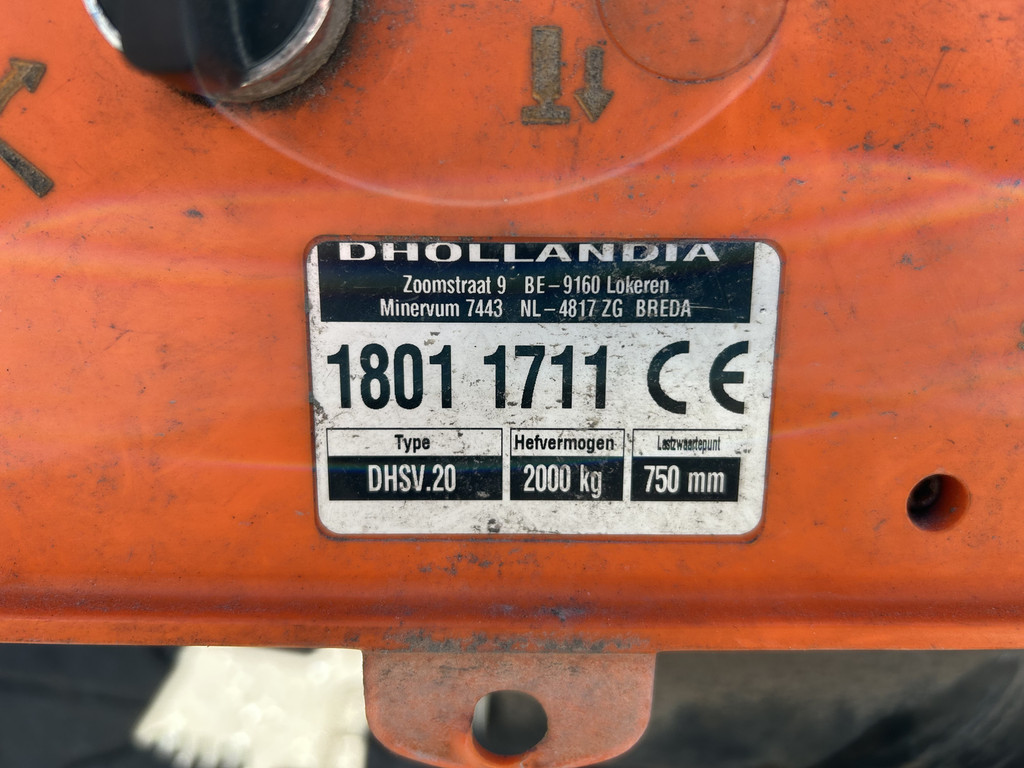 DHOLLANDIA
Zoomstraat 9 BE-9160 Lokeren
Minervum 7443 NL-4817 ZG BREDA
1801 1711 CE
Type Hefvermogen Lastzwaartepunt
DHSV.20 2000 kg 750 mm